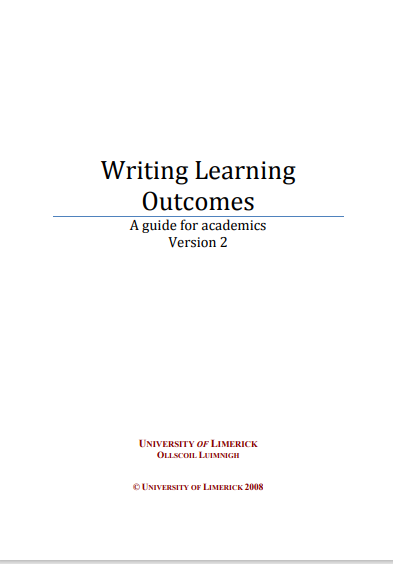 Writing Learning
Outcomes
A guide for academics
Version 2
UNIVERSITY OF LIMERICK
OLLSCOIL LUIMNIGH
© UNIVERSITY OF LIMERICK 2008